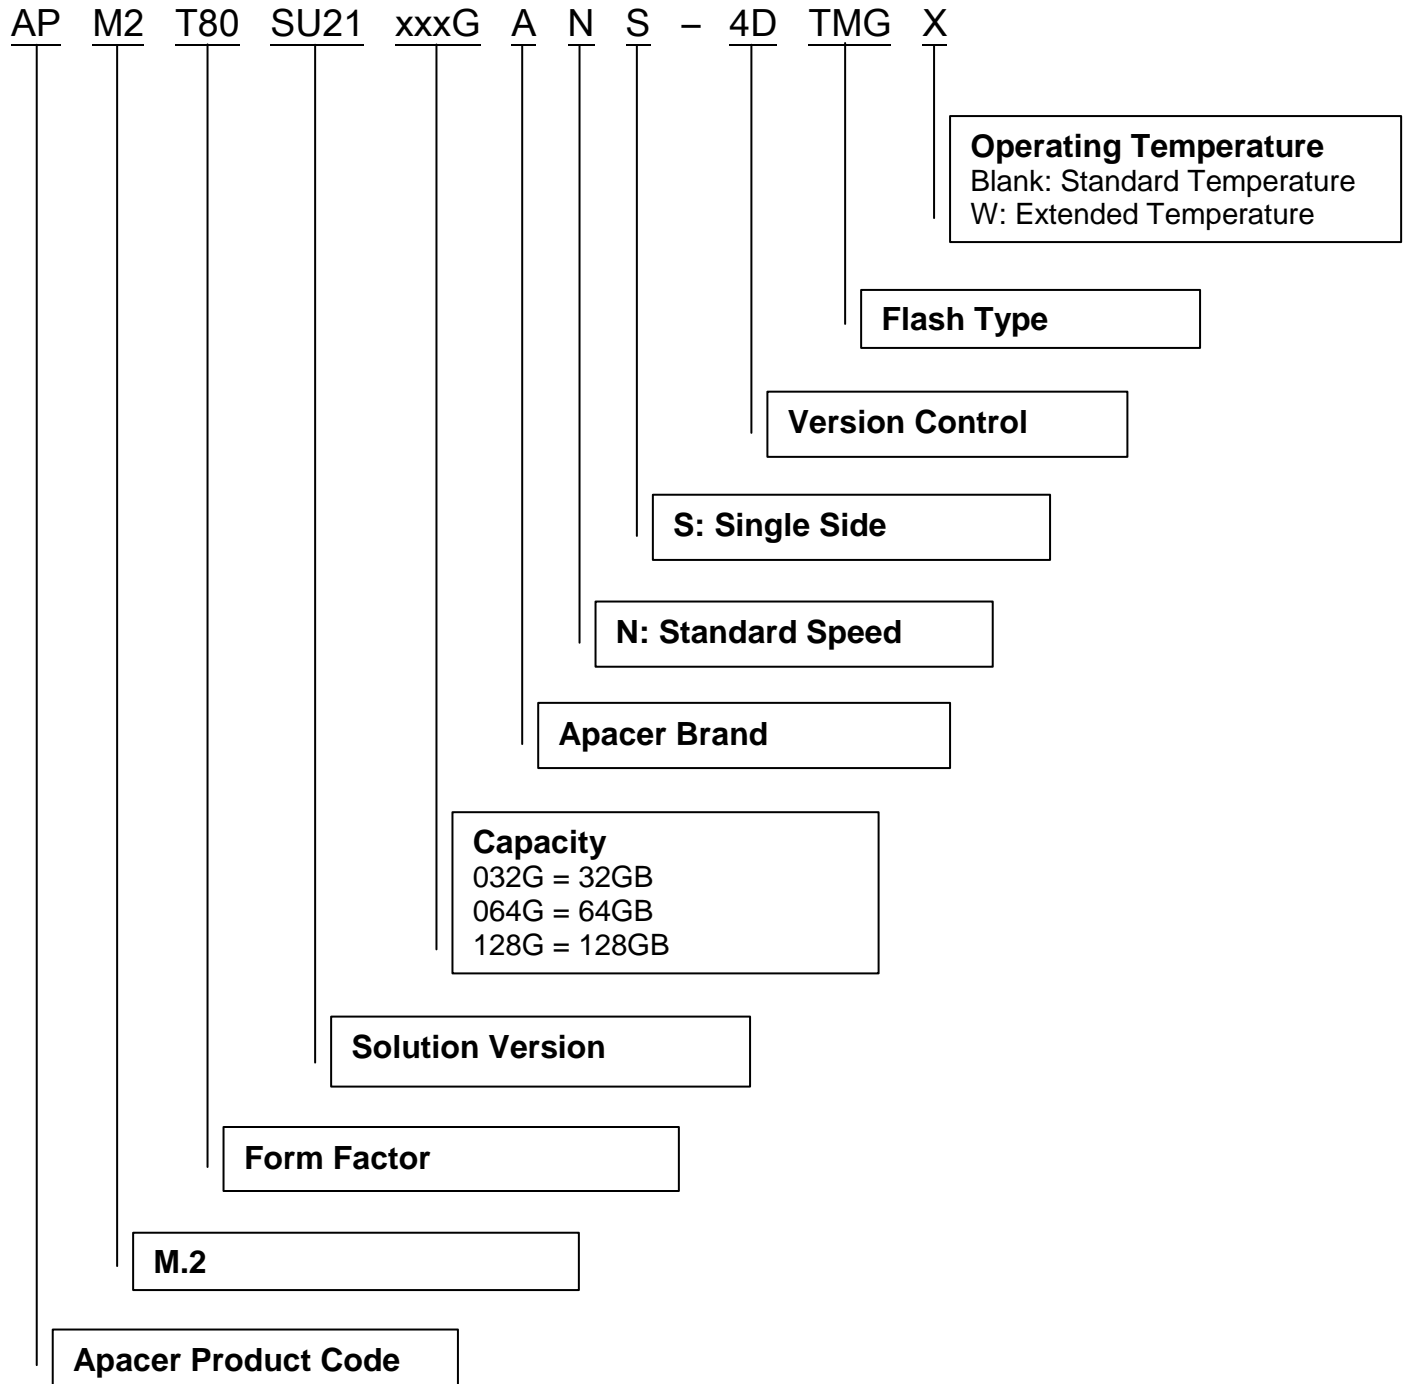 AP M2 T80 SU21 xxxG A N S – 4D TMG X
Operating Temperature
Blank: Standard Temperature
W: Extended Temperature
Flash Type
Version Control
S: Single Side
N: Standard Speed
Apacer Brand
Capacity
032G = 32GB
064G = 64GB
128G = 128GB
Solution Version
Form Factor
M.2
Apacer Product Code